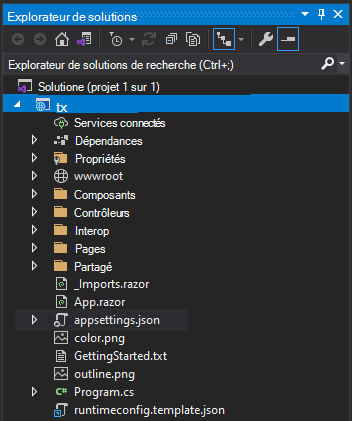 Explorateur de solutions
Explorateur de solutions de recherche (Ctrl+;)
Solutione (projet 1 sur 1)
tx
Services connectés
Dépendances
Propriétés
wwwroot
Composants
Contrôleurs
Interop
Pages
Partagé
_Imports.razor
App.razor
appsettings.json
color.png
GettingStarted.txt
outline.png
C# Program.cs
runtimeconfig.template.json